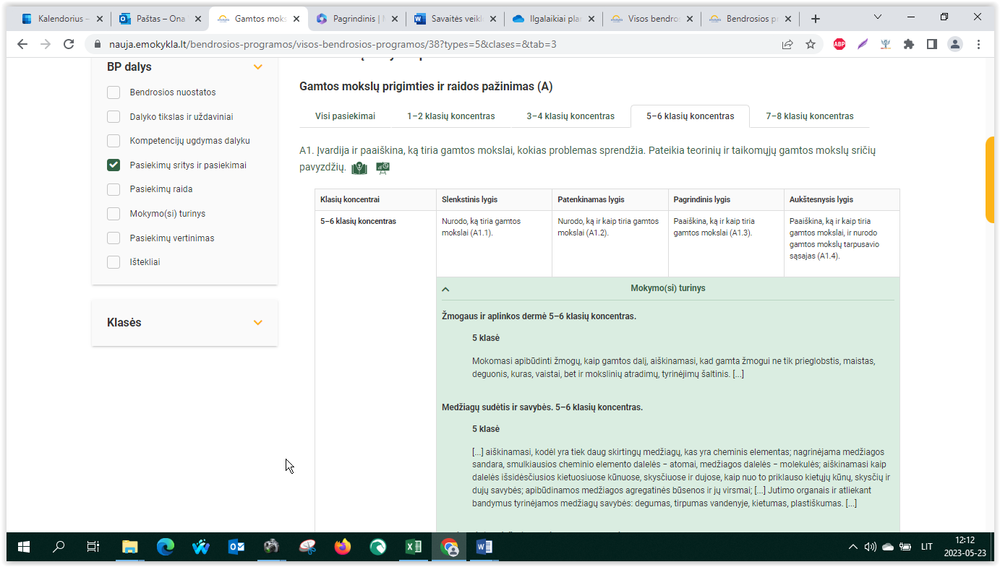 Kalendorius –
Paštas – Ona
Gamtos moks
Pagrindinis |
Savaitės veikl
Ilgalaikiai plan
Visos bendros
Bendrosios pr
nauja.emokykla.lt/bendrosios-programos/visos-bendrosios-programos/38?types=5&clases=&tab=3
ABP
BP dalys
Bendrosios nuostatos
Dalyko tikslas ir uždaviniai
Kompetencijų ugdymas dalyku
Pasiekimų sritys ir pasiekimai
Pasiekimų raida
Mokymo(si) turinys
Pasiekimų vertinimas
Ištekliai
Klasės
Gamtos mokslų prigimties ir raidos pažinimas (A)
Visi pasiekimai
1–2 klasių koncentras
3–4 klasių koncentras
5–6 klasių koncentras
7–8 klasių koncentras
A1. Įvardija ir paaiškina, ką tiria gamtos mokslai, kokias problemas sprendžia. Pateikia teorinių ir taikomųjų gamtos mokslų sričių
pavyzdžių.
Klasių koncentrai
Slenkstinis lygis
Patenkinamas lygis
Pagrindinis lygis
Aukštesnysis lygis
5–6 klasių koncentras
Nurodo, ką tiria gamtos
mokslai (A1.1).
Nurodo, ką ir kaip tiria gamtos
mokslai (A1.2).
Paaiškina, ką ir kaip tiria
gamtos mokslai (A1.3).
Paaiškina, ką ir kaip tiria
gamtos mokslai, ir nurodo
gamtos mokslų tarpusavio
sąsajas (A1.4).
Mokymo(si) turinys
Žmogaus ir aplinkos dermė 5–6 klasių koncentras.
5 klasė
Mokomasi apibūdinti žmogų, kaip gamtos dalį, aiškinamasi, kad gamta žmogui ne tik prieglobstis, maistas,
deguonis, kuras, vaistai, bet ir mokslinių atradimų, tyrinėjimų šaltinis. [...]
Medžiagų sudėtis ir savybės. 5–6 klasių koncentras.
5 klasė
[...] aiškinamasi, kodėl yra tiek daug skirtingų medžiagų, kas yra cheminis elementas; nagrinėjama medžiagos
sandara, smulkiausios cheminio elemento dalelės − atomai, medžiagos dalelės − molekulės; aiškinamasi kaip
dalelės išsidėsčiusios kietuosiuose kūnuose, skysčiuose ir dujose, kaip nuo to priklauso kietųjų kūnų, skysčių ir
dujų savybės; apibūdinamos medžiagos agregatinės būsenos ir jų virsmai; [...] Jutimo organais ir atliekant
bandymus tyrinėjamos medžiagų savybės: degumas, tirpumas vandenyje, kietumas, plastiškumas. [...]
LIT
12:12
2023-05-23